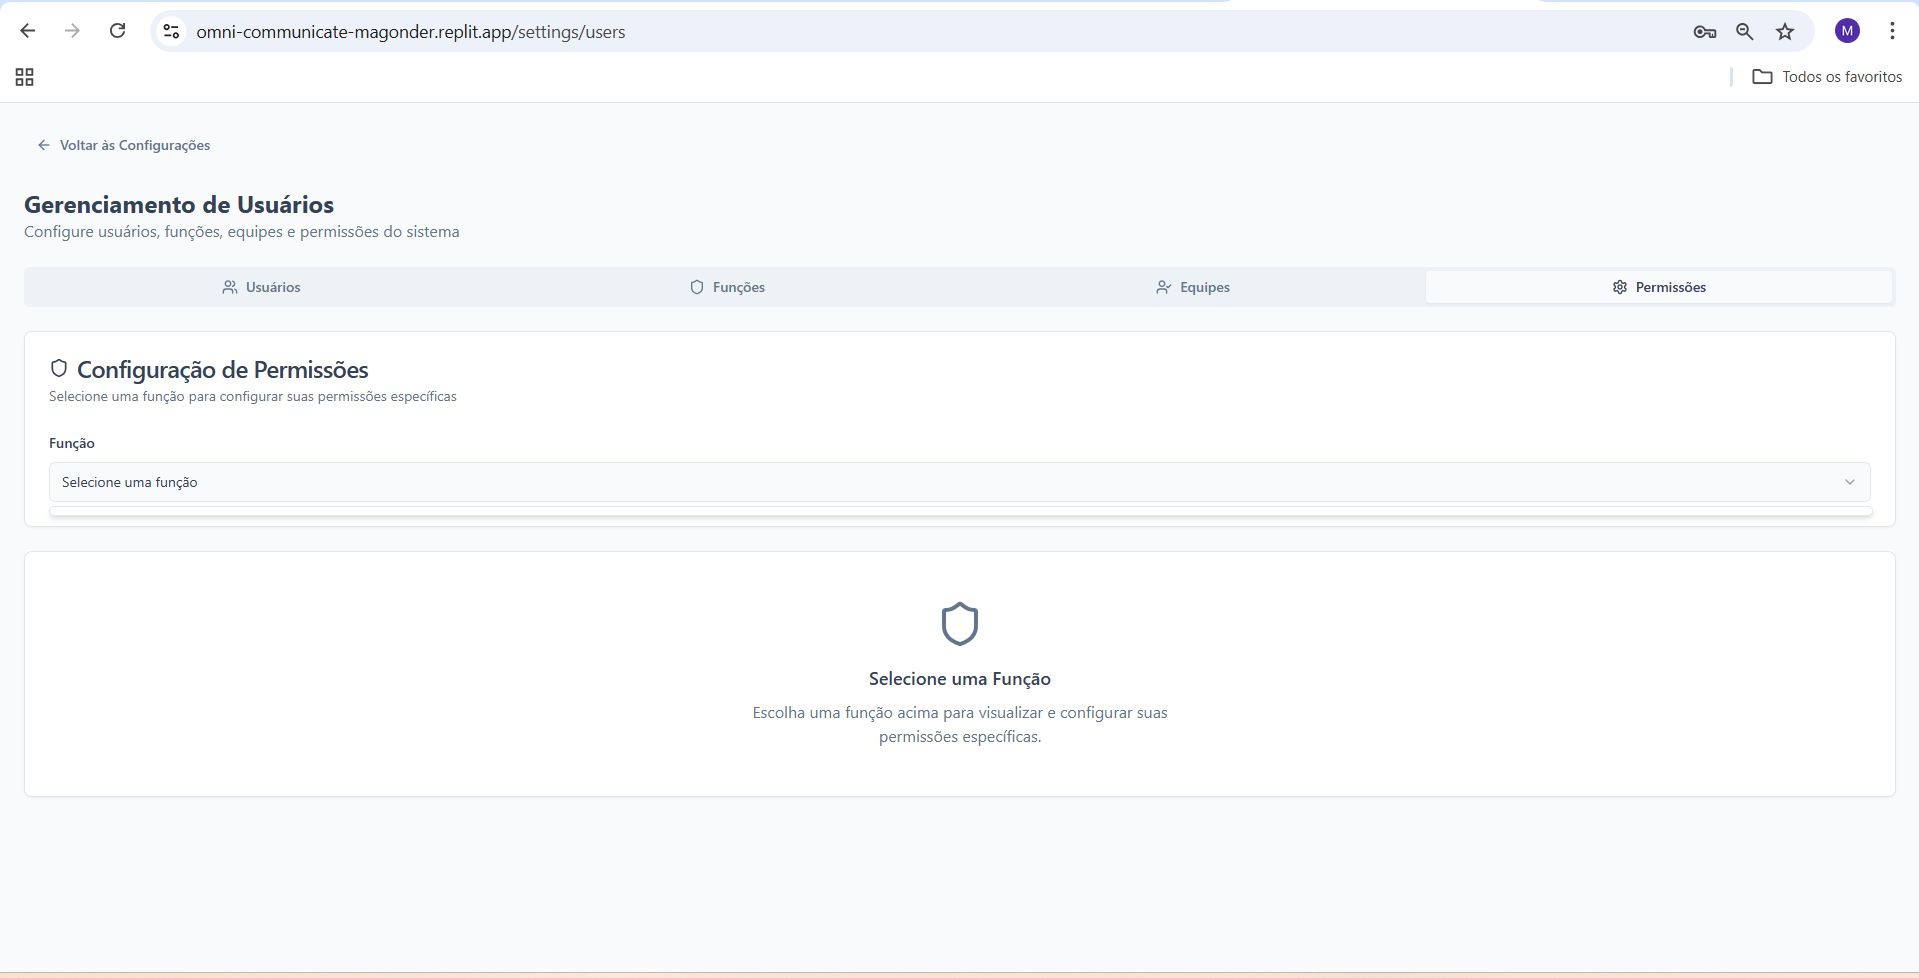 omni-communicate-magonder.replit.app/settings/users
M
Todos os favoritos
Voltar às Configurações
Gerenciamento de Usuários
Configure usuários, funções, equipes e permissões do sistema
Usuários
Funções
Equipes
Permissões
Configuração de Permissões
Selecione uma função para configurar suas permissões específicas
Função
Selecione uma função
Selecione uma Função
Escolha uma função acima para visualizar e configurar suas
permissões específicas.